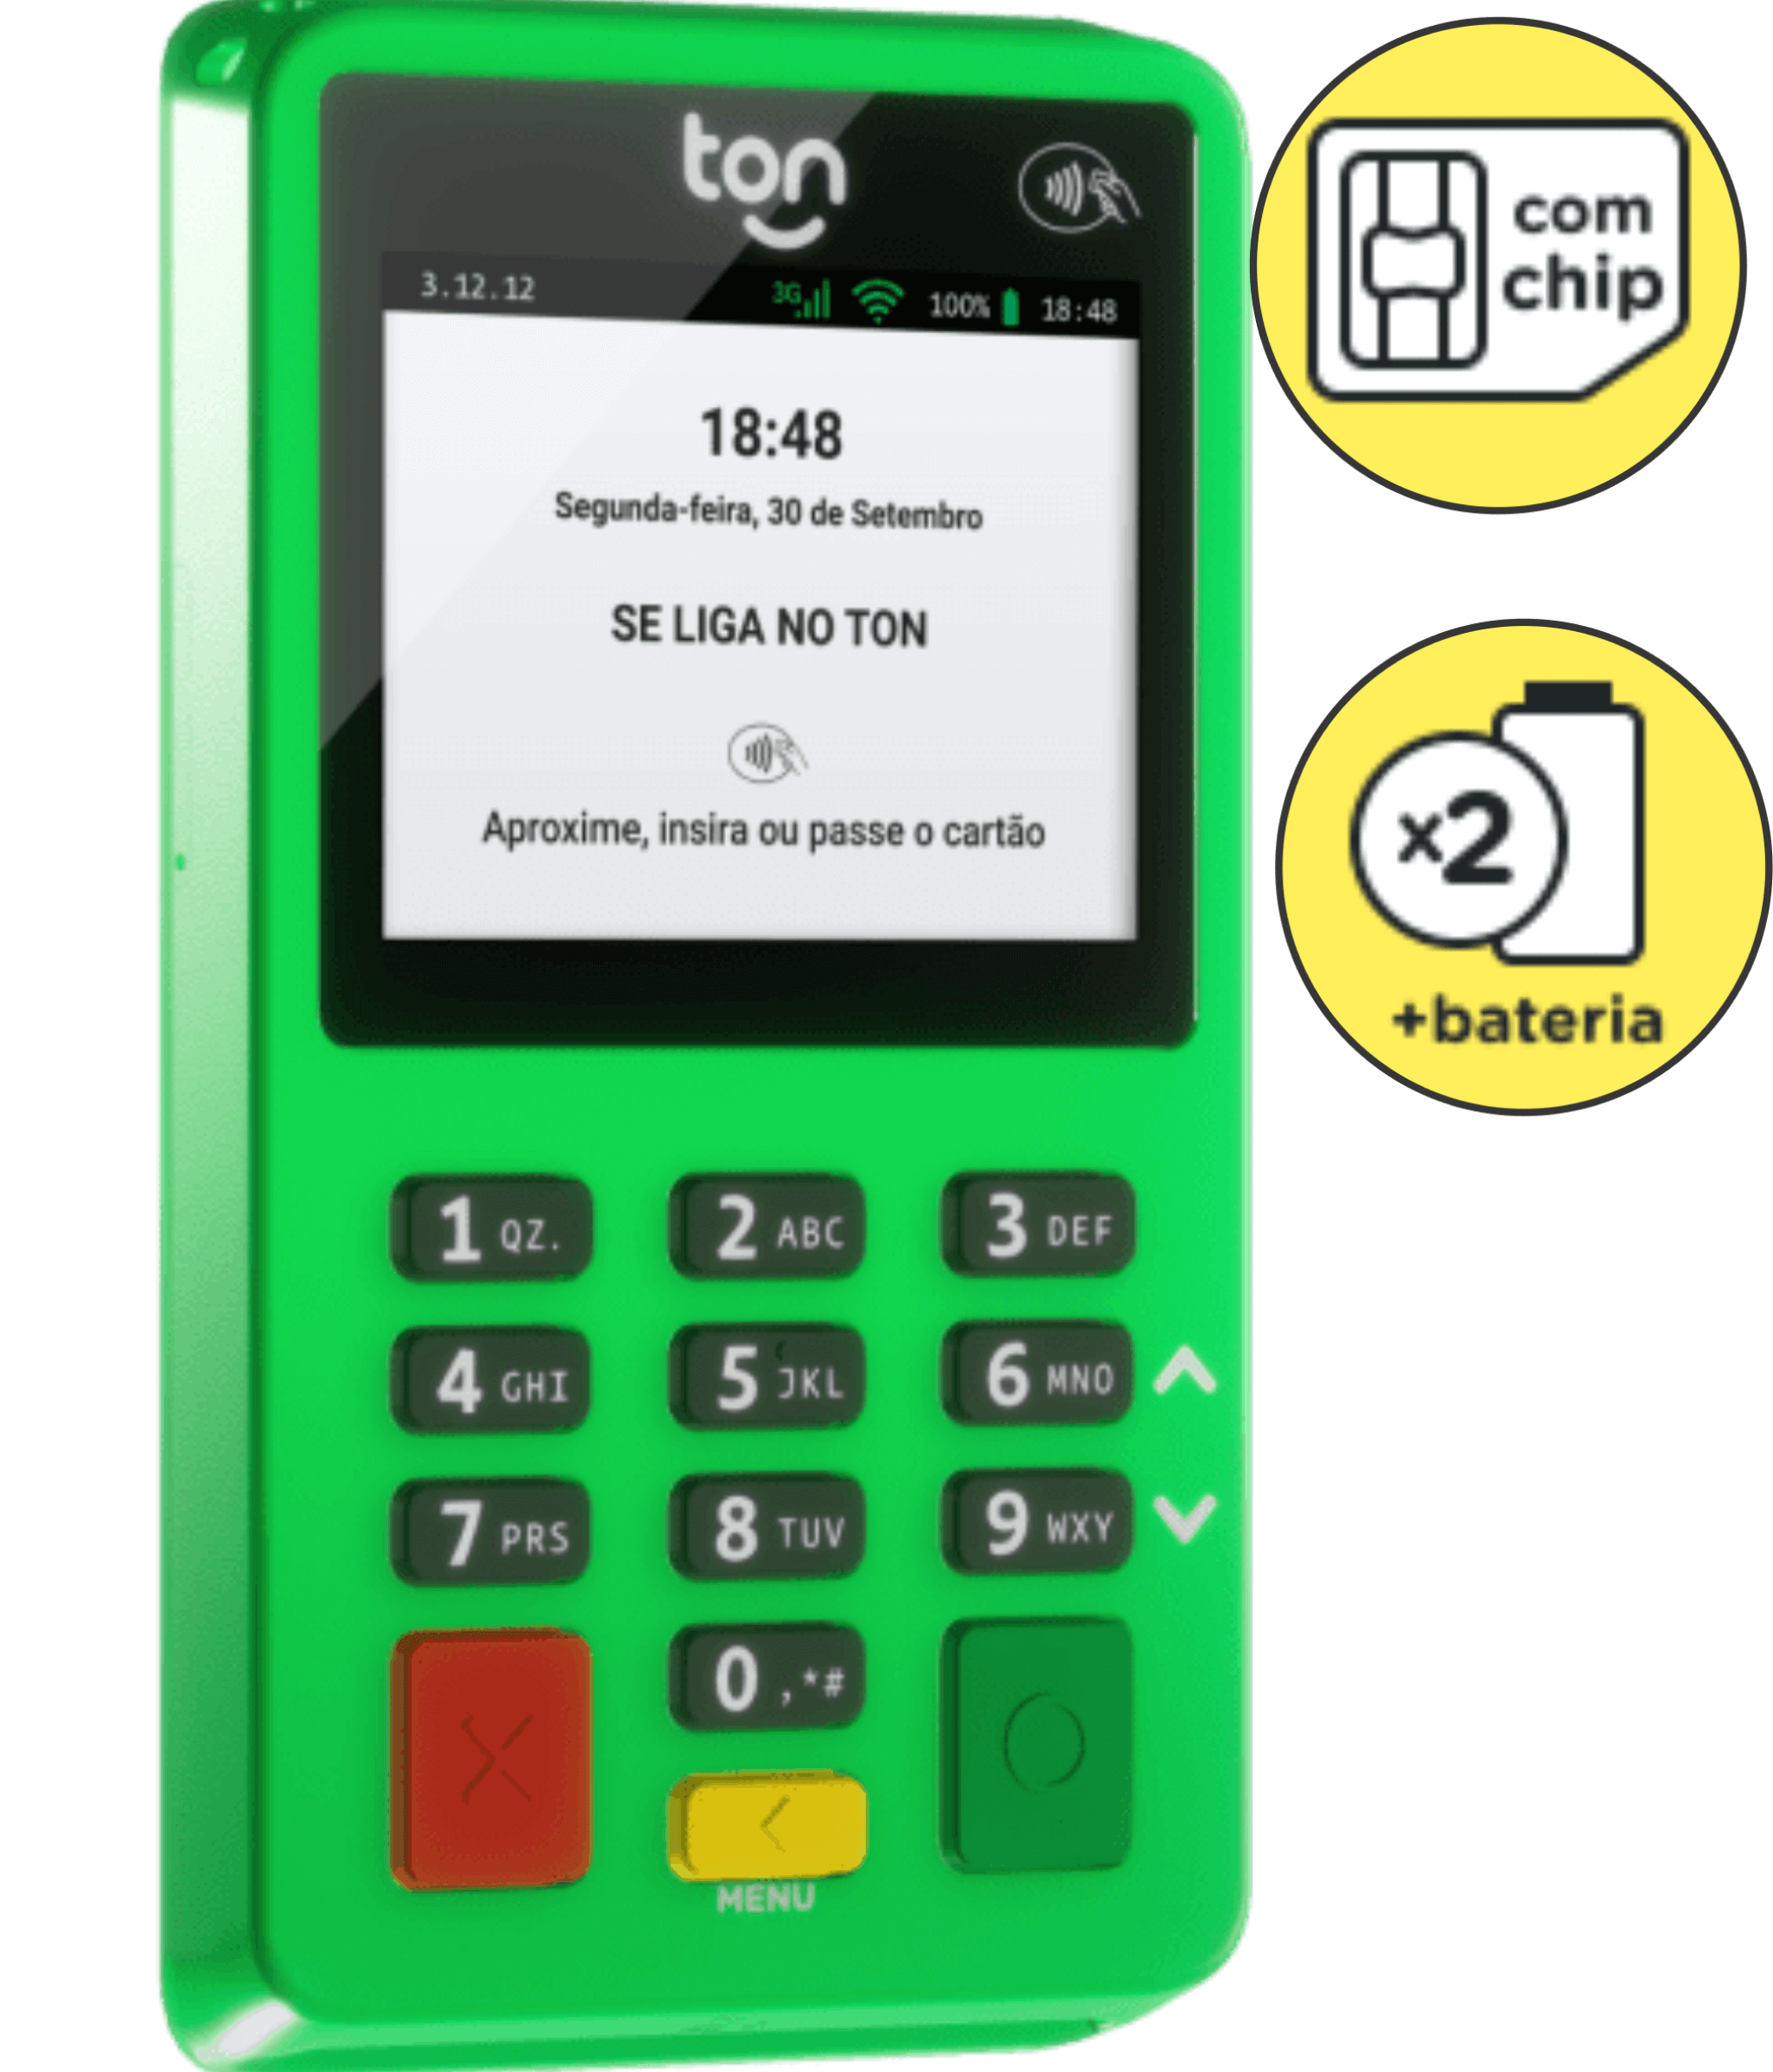 ton
3.12.12 3G 100% 18:48
18:48
Segunda-feira, 30 de Setembro
SE LIGA NO TON
Aproxime, insira ou passe o cartão
1 QZ. 2 ABC 3 DEF
4 GHI 5 JKL 6 MNO
7 PRS 8 TUV 9 WXY
0 ,*#
MENU
com
chip
x2
+bateria